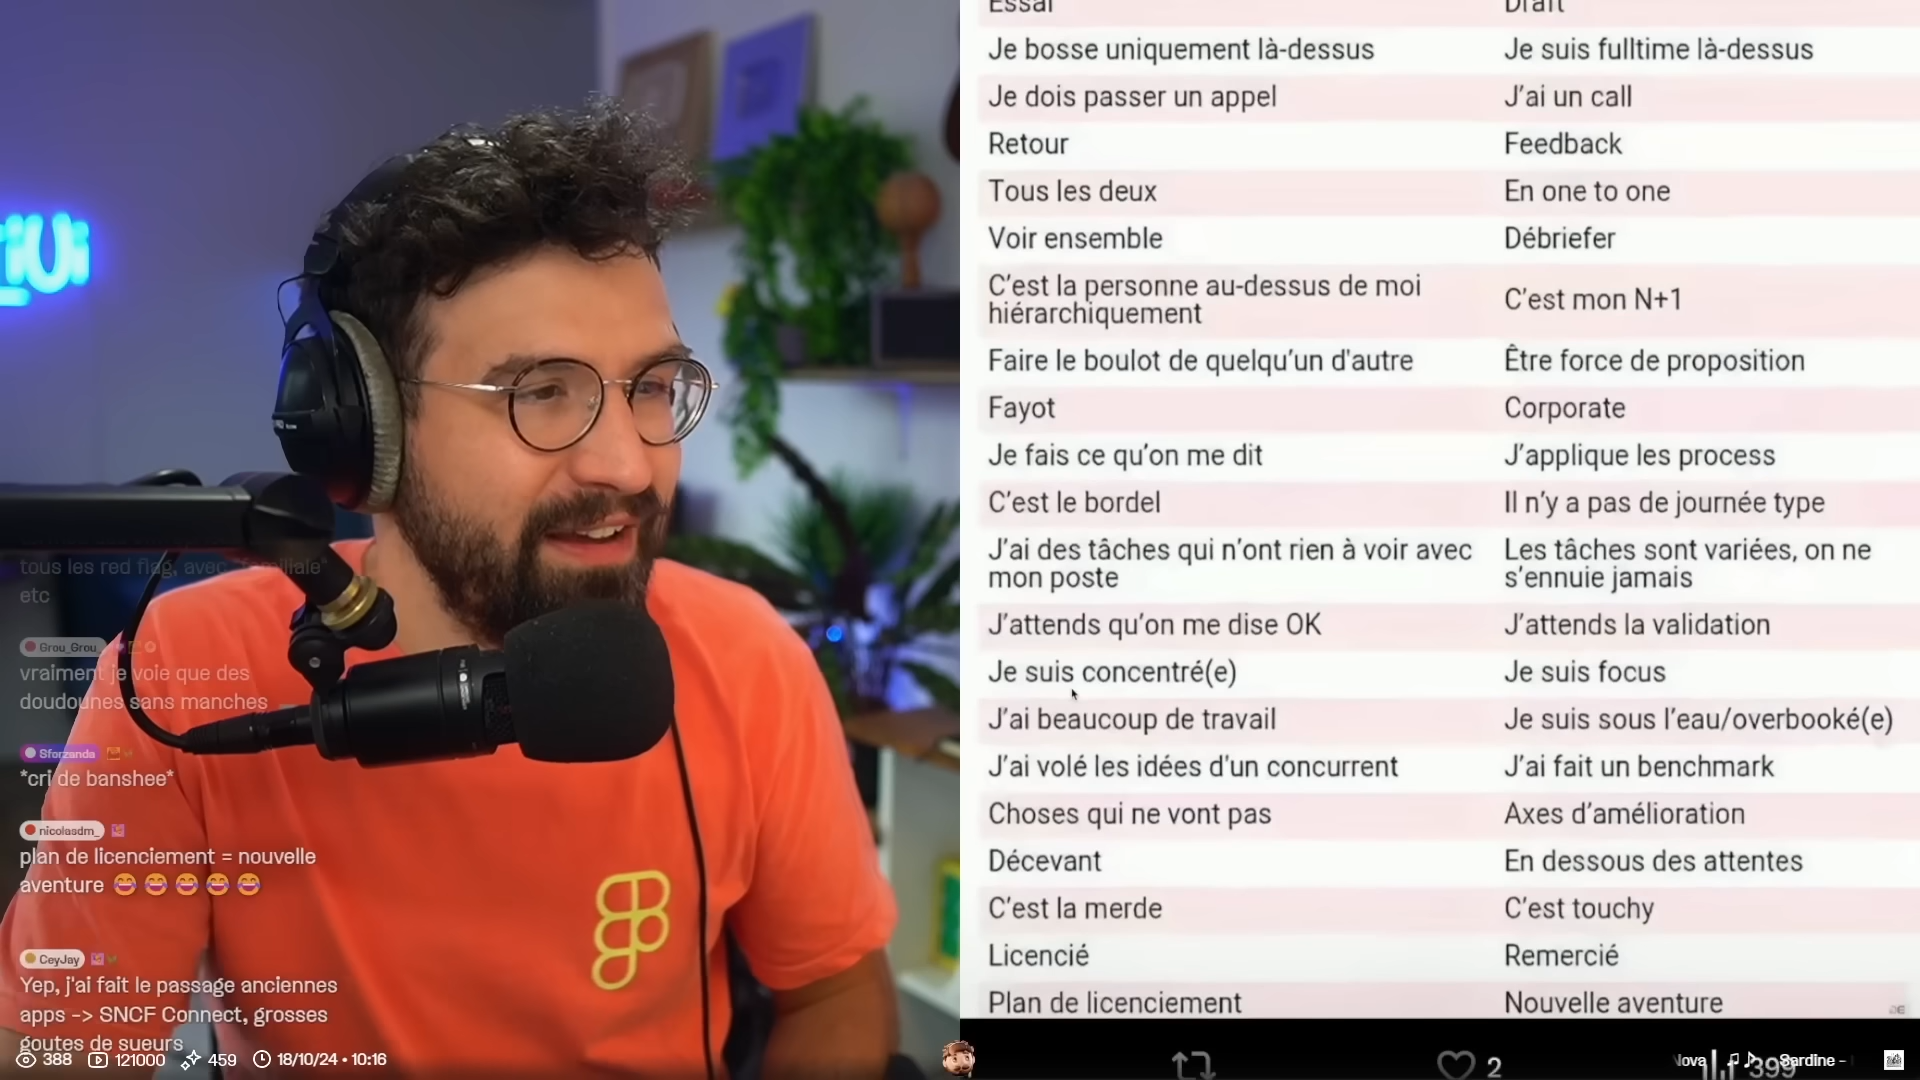 Essai Draft
Je bosse uniquement là-dessus Je suis fulltime là-dessus
Je dois passer un appel J’ai un call
Retour Feedback
Tous les deux En one to one
Voir ensemble Débriefer
C’est la personne au-dessus de moi
hiérarchiquement
C’est mon N+1
Faire le boulot de quelqu’un d'autre Être force de proposition
Fayot Corporate
Je fais ce qu’on me dit J’applique les process
C’est le bordel Il n’y a pas de journée type
J’ai des tâches qui n’ont rien à voir avec
mon poste
Les tâches sont variées, on ne
s’ennuie jamais
J’attends qu’on me dise OK J’attends la validation
Je suis concentré(e) Je suis focus
J’ai beaucoup de travail Je suis sous l’eau/overbooké(e)
J’ai volé les idées d'un concurrent J’ai fait un benchmark
Choses qui ne vont pas Axes d’amélioration
Décevant En dessous des attentes
C’est la merde C’est touchy
Licencié Remercié
Plan de licenciement Nouvelle aventure
tous les red flag, avec "familiale"
etc
Grou_Grou_
vraiment je voie que des
doudounes sans manches
Sforzanda
*cri de banshee*
nicolasdm_
plan de licenciement = nouvelle
aventure 😂 😂 😂 😂 😂
CeyJay
Yep, j'ai fait le passage anciennes
apps -> SNCF Connect, grosses
goutes de sueurs
388 121000 459 18/10/24 • 10:16
2
399
Nova
Sardine -